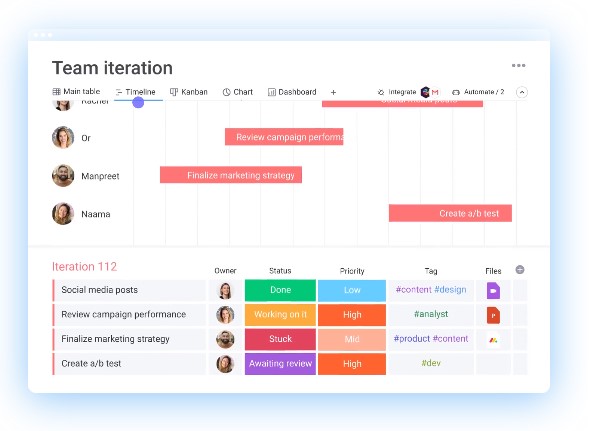 Team iteration
Main table Timeline Kanban Chart Dashboard + Integrate M Automate / 2
Rachel Social media posts
Or Review campaign performa
Manpreet Finalize marketing strategy
Naama Create a/b test
Iteration 112 Owner Status Priority Tag Files
Social media posts Done Low #content #design
Review campaign performance Working on it High #analyst P
Finalize marketing strategy Stuck Mid #product #content
Create a/b test Awaiting review High #dev